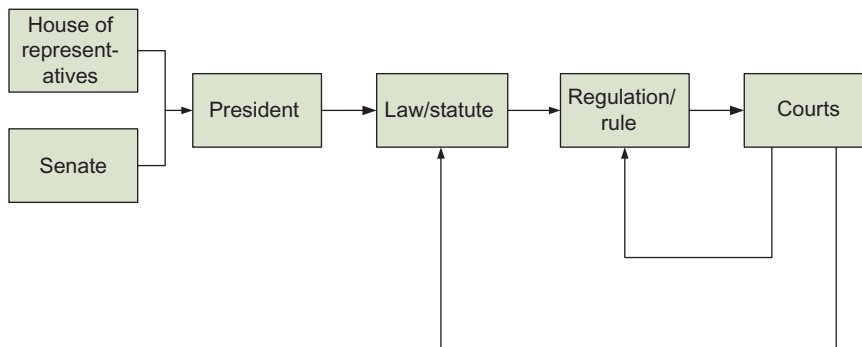 House of
represent-
atives
Senate
President
Law/statute
Regulation/
rule
Courts